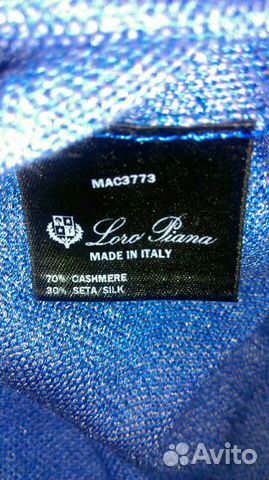 MAC3773
Loro Piana
MADE IN ITALY
70% CASHMERE
30% SETA/SILK
Avito